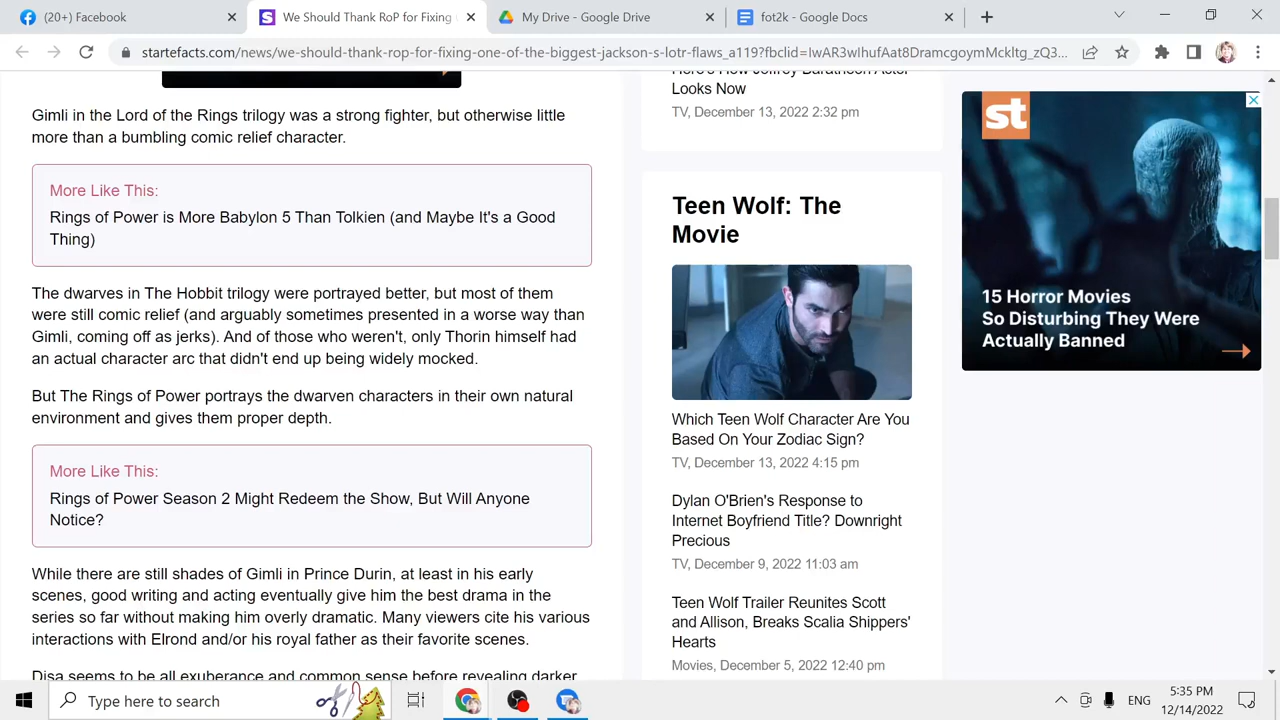 (20+) Facebook
We Should Thank RoP for Fixing
My Drive - Google Drive
fot2k - Google Docs
startefacts.com/news/we-should-thank-rop-for-fixing-one-of-the-biggest-jackson-s-lotr-flaws_a119?fbclid=IwAR3wIhufAat8DramcgoymMckltg_zQ3...
Gimli in the Lord of the Rings trilogy was a strong fighter, but otherwise little
more than a bumbling comic relief character.
More Like This:
Rings of Power is More Babylon 5 Than Tolkien (and Maybe It's a Good
Thing)
The dwarves in The Hobbit trilogy were portrayed better, but most of them
were still comic relief (and arguably sometimes presented in a worse way than
Gimli, coming off as jerks). And of those who weren't, only Thorin himself had
an actual character arc that didn't end up being widely mocked.
But The Rings of Power portrays the dwarven characters in their own natural
environment and gives them proper depth.
More Like This:
Rings of Power Season 2 Might Redeem the Show, But Will Anyone
Notice?
While there are still shades of Gimli in Prince Durin, at least in his early
scenes, good writing and acting eventually give him the best drama in the
series so far without making him overly dramatic. Many viewers cite his various
interactions with Elrond and/or his royal father as their favorite scenes.
Disa seems to be all exuberance and common sense before revealing darker
Here's How Joffrey Baratheon Actor
Looks Now
TV, December 13, 2022 2:32 pm
Teen Wolf: The
Movie
Which Teen Wolf Character Are You
Based On Your Zodiac Sign?
TV, December 13, 2022 4:15 pm
Dylan O'Brien's Response to
Internet Boyfriend Title? Downright
Precious
TV, December 9, 2022 11:03 am
Teen Wolf Trailer Reunites Scott
and Allison, Breaks Scalia Shippers'
Hearts
Movies, December 5, 2022 12:40 pm
st
15 Horror Movies
So Disturbing They Were
Actually Banned
Type here to search
ENG
5:35 PM
12/14/2022